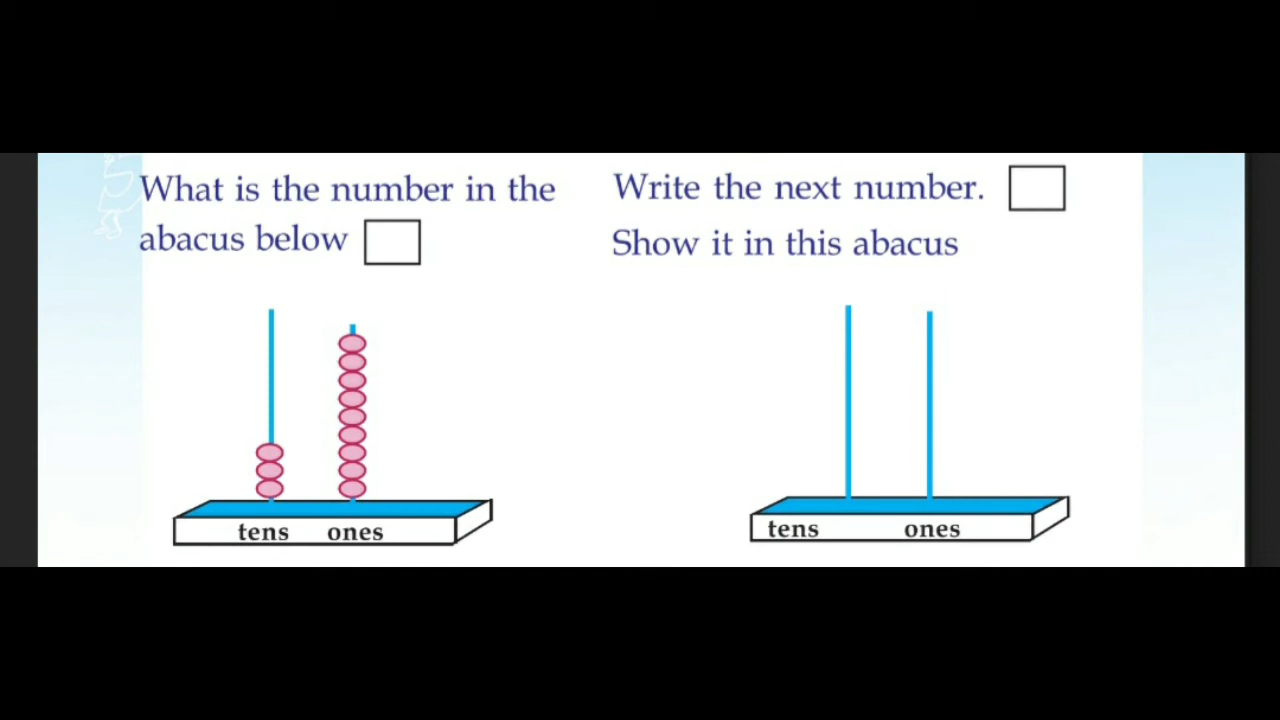 What is the number in the
abacus below
Write the next number.
Show it in this abacus
tens ones
tens ones